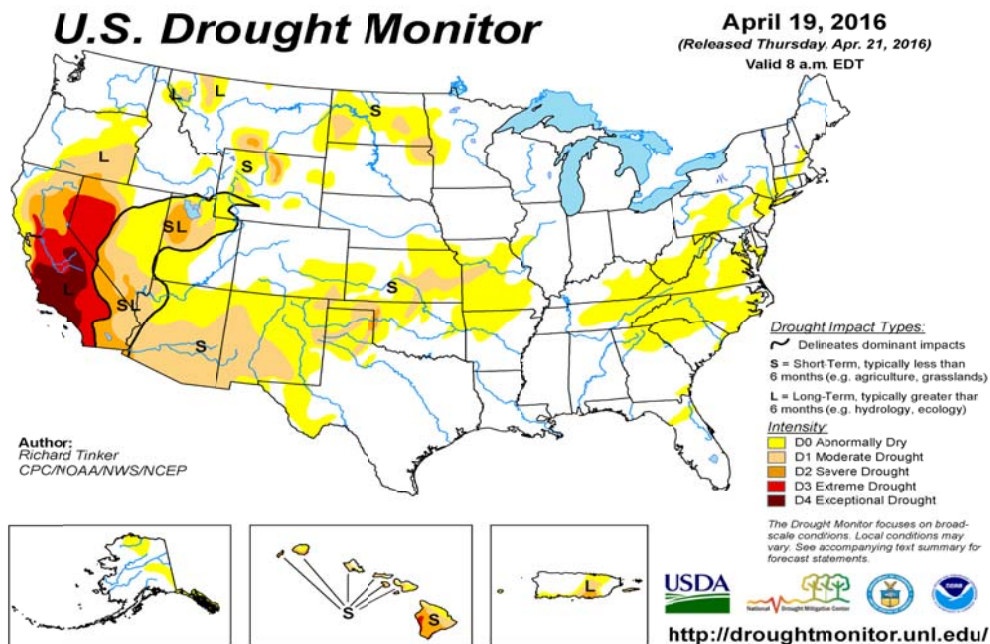 U.S. Drought Monitor
April 19, 2016
(Released Thursday, Apr. 21, 2016)
Valid 8 a.m. EDT
L
L
S
L
S
SL
L
SL
S
S
Drought Impact Types:
Delineates dominant impacts
S = Short-Term, typically less than
6 months (e.g. agriculture, grasslands)
L = Long-Term, typically greater than
6 months (e.g. hydrology, ecology)
Intensity:
D0 Abnormally Dry
D1 Moderate Drought
D2 Severe Drought
D3 Extreme Drought
D4 Exceptional Drought
Author:
Richard Tinker
CPC/NOAA/NWS/NCEP
The Drought Monitor focuses on broad-
scale conditions. Local conditions may
vary. See accompanying text summary for
forecast statements.
S
S
L
USDA
National Drought Mitigation Center
http://droughtmonitor.unl.edu/